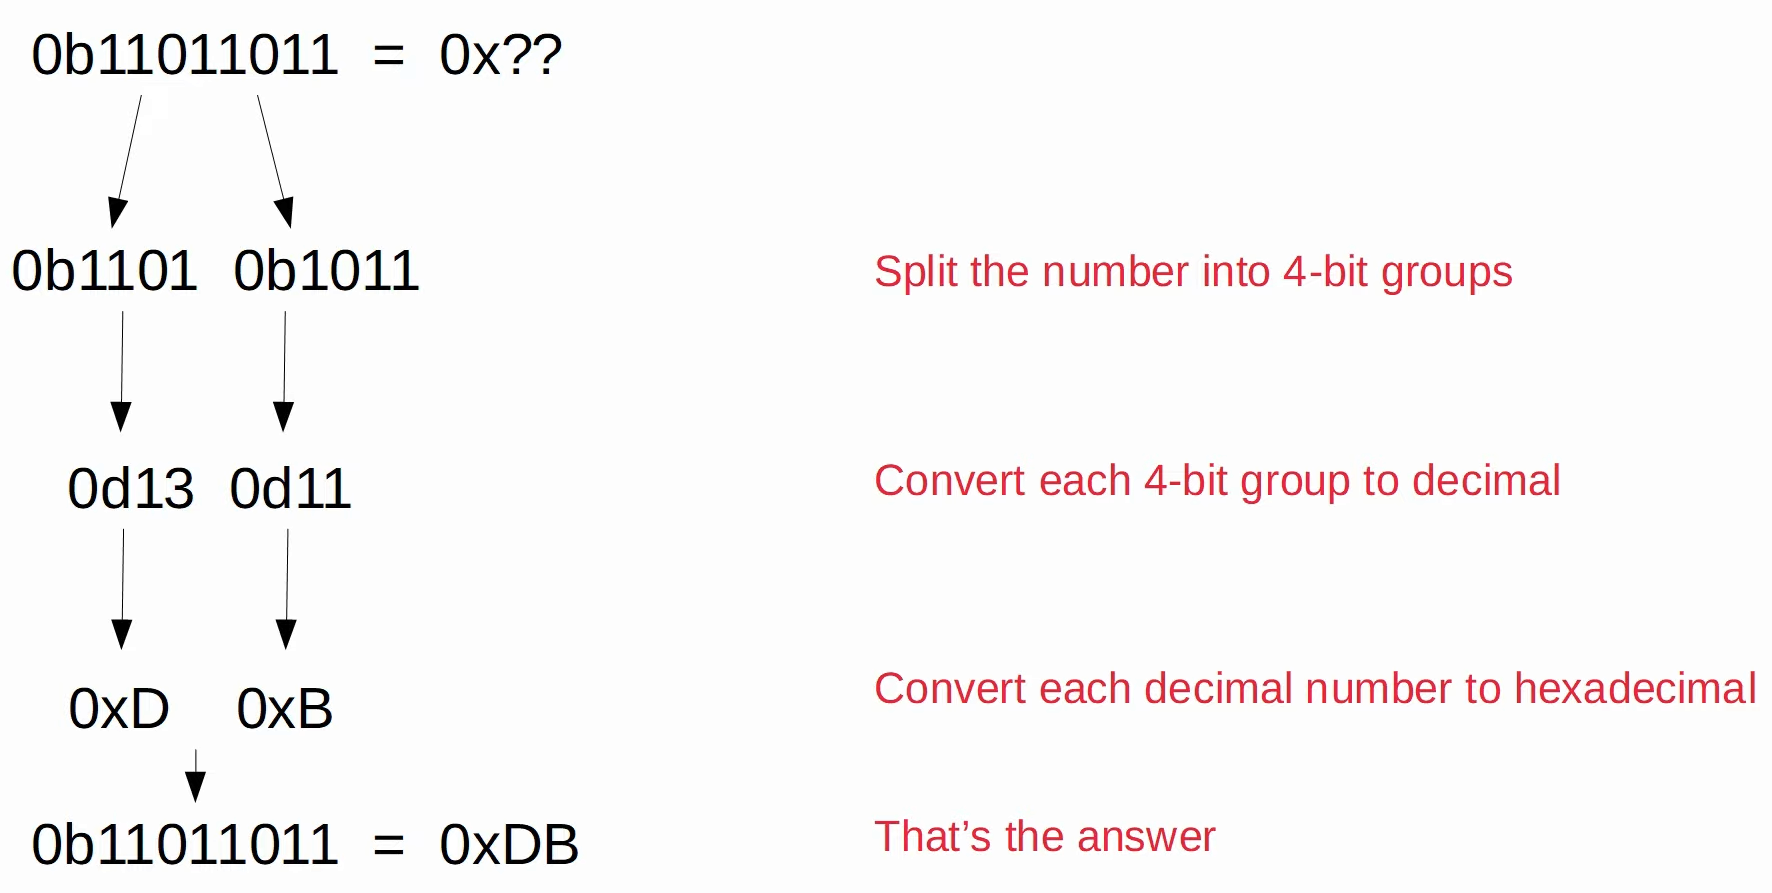 0b11011011 = 0x??
0b1101 0b1011
Split the number into 4-bit groups
0d13 0d11
Convert each 4-bit group to decimal
0xD 0xB
Convert each decimal number to hexadecimal
0b11011011 = 0xDB
That’s the answer